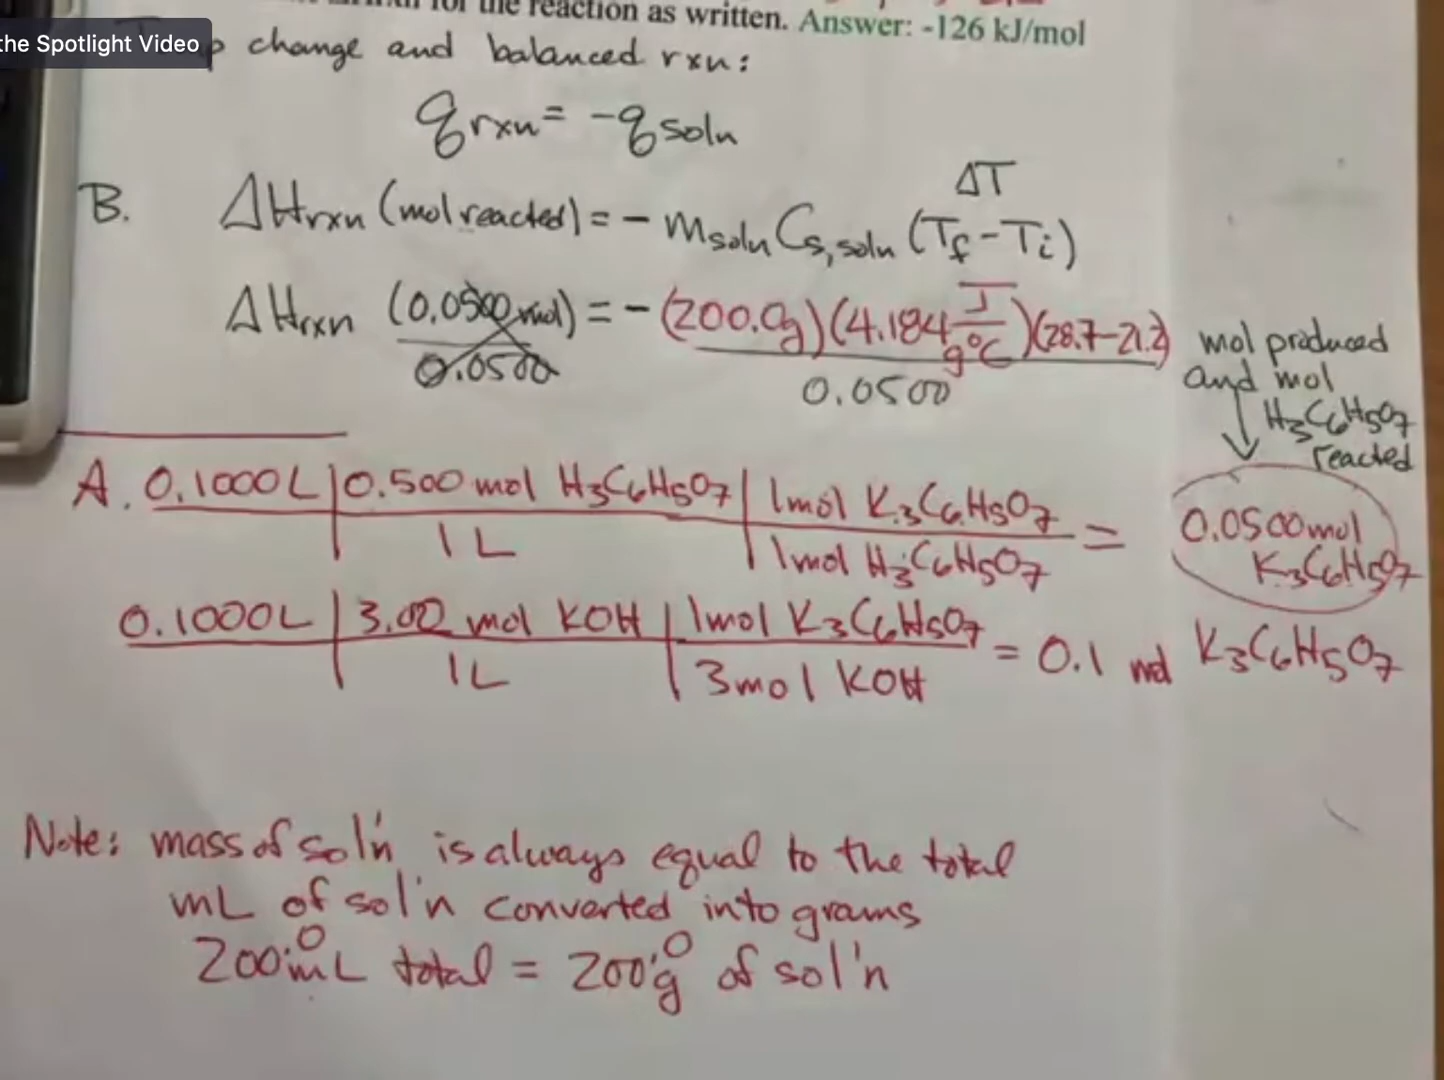 for the reaction as written. Answer: -126 kJ/mol
the Spotlight Video
change and balanced rxn:
qrxn = -qsoln
ΔT
B. ΔHrxn (mol reacted) = - msoln Cs,soln (Tf - Ti)
ΔHrxn (0.0500 mol) = - (200.0g)(4.184 J/g°C)(28.7-21.2)
0.0500 0.0500
mol produced
and mol
H3C6H5O7
reacted
A. 0.1000L | 0.500 mol H3C6H5O7 | 1mol K3C6H5O7 = 0.0500mol
1L | 1mol H3C6H5O7 K3C6H5O7
0.1000L | 3.00 mol KOH | 1mol K3C6H5O7 = 0.1 mol K3C6H5O7
1L | 3mol KOH
Note: mass of sol'n is always equal to the total
mL of sol'n converted into grams
200.0mL total = 200.0g of sol'n